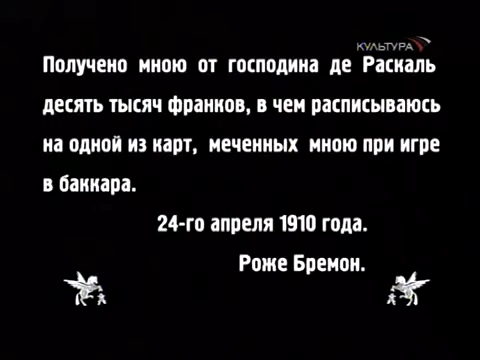 КУЛЬТУРА
Получено мною от господина де Раскаль
десять тысяч франков, в чем расписываюсь
на одной из карт, меченных мною при игре
в баккара.
24-го апреля 1910 года.
Роже Бремон.